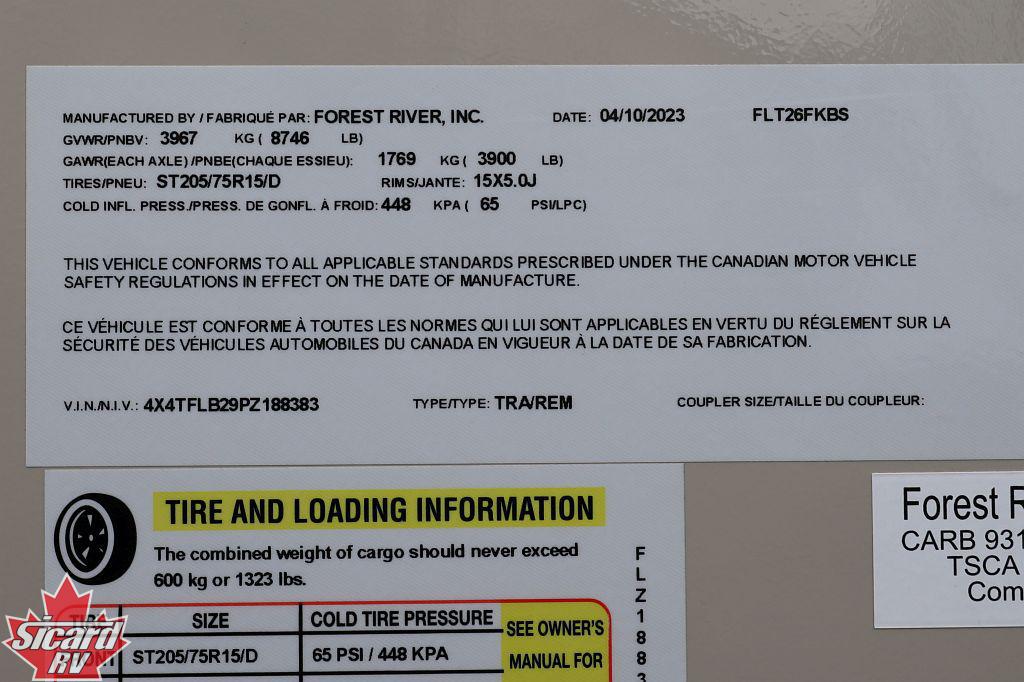 MANUFACTURED BY / FABRIQUÉ PAR: FOREST RIVER, INC. DATE: 04/10/2023 FLT26FKBS
GVWR/PNBV: 3967 KG ( 8746 LB)
GAWR(EACH AXLE) /PNBE(CHAQUE ESSIEU): 1769 KG ( 3900 LB)
TIRES/PNEU: ST205/75R15/D RIMS/JANTE: 15X5.0J
COLD INFL. PRESS./PRESS. DE GONFL. À FROID: 448 KPA ( 65 PSI/LPC)
THIS VEHICLE CONFORMS TO ALL APPLICABLE STANDARDS PRESCRIBED UNDER THE CANADIAN MOTOR VEHICLE
SAFETY REGULATIONS IN EFFECT ON THE DATE OF MANUFACTURE.
CE VÉHICULE EST CONFORME À TOUTES LES NORMES QUI LUI SONT APPLICABLES EN VERTU DU RÉGLEMENT SUR LA
SÉCURITÉ DES VÉHICULES AUTOMOBILES DU CANADA EN VIGUEUR À LA DATE DE SA FABRICATION.
V.I.N./N.I.V.: 4X4TFLB29PZ188383 TYPE/TYPE: TRA/REM COUPLER SIZE/TAILLE DU COUPLEUR:
TIRE AND LOADING INFORMATION
The combined weight of cargo should never exceed
600 kg or 1323 lbs.
SIZE COLD TIRE PRESSURE SEE OWNER'S
ST205/75R15/D 65 PSI / 448 KPA MANUAL FOR
FLZ1883
Forest R
CARB 931
TSCA
Com
Sicard
RV